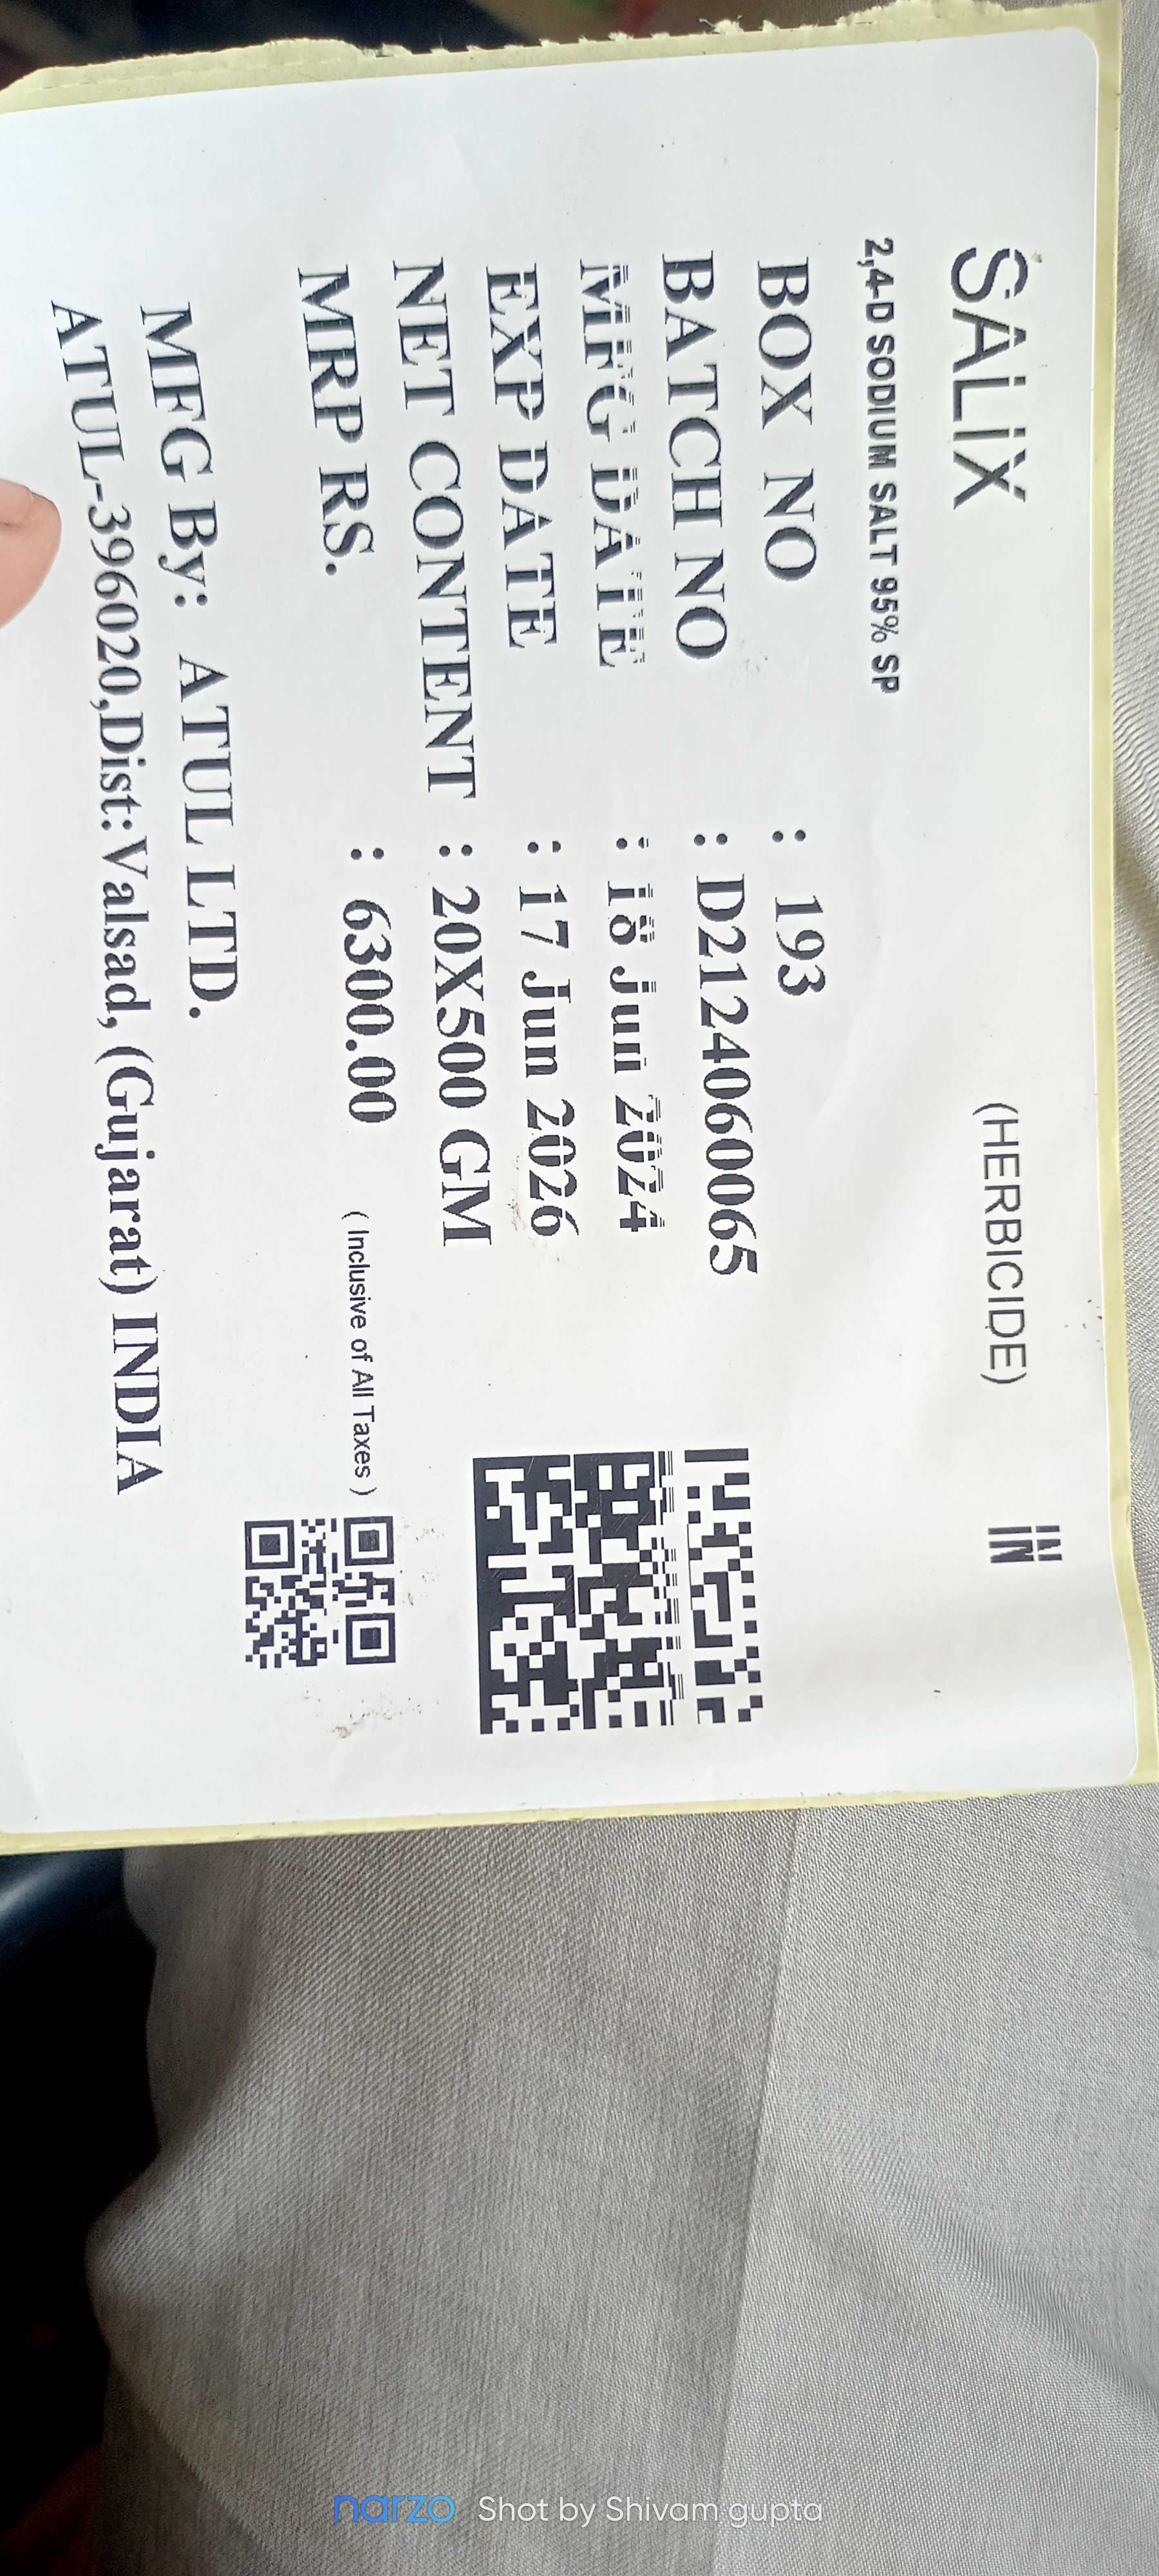 SALIX (HERBICIDE) IN
2,4-D SODIUM SALT 95% SP
BOX NO : 193
BATCH NO : D2124060065
MFG DATE : 18 Jun 2024
EXP DATE : 17 Jun 2026
NET CONTENT : 20X500 GM
MRP RS. : 6300.00 ( Inclusive of All Taxes )
MFG By: ATUL LTD.
ATUL-396020,Dist:Valsad, (Gujarat) INDIA
narzo Shot by Shivam gupta